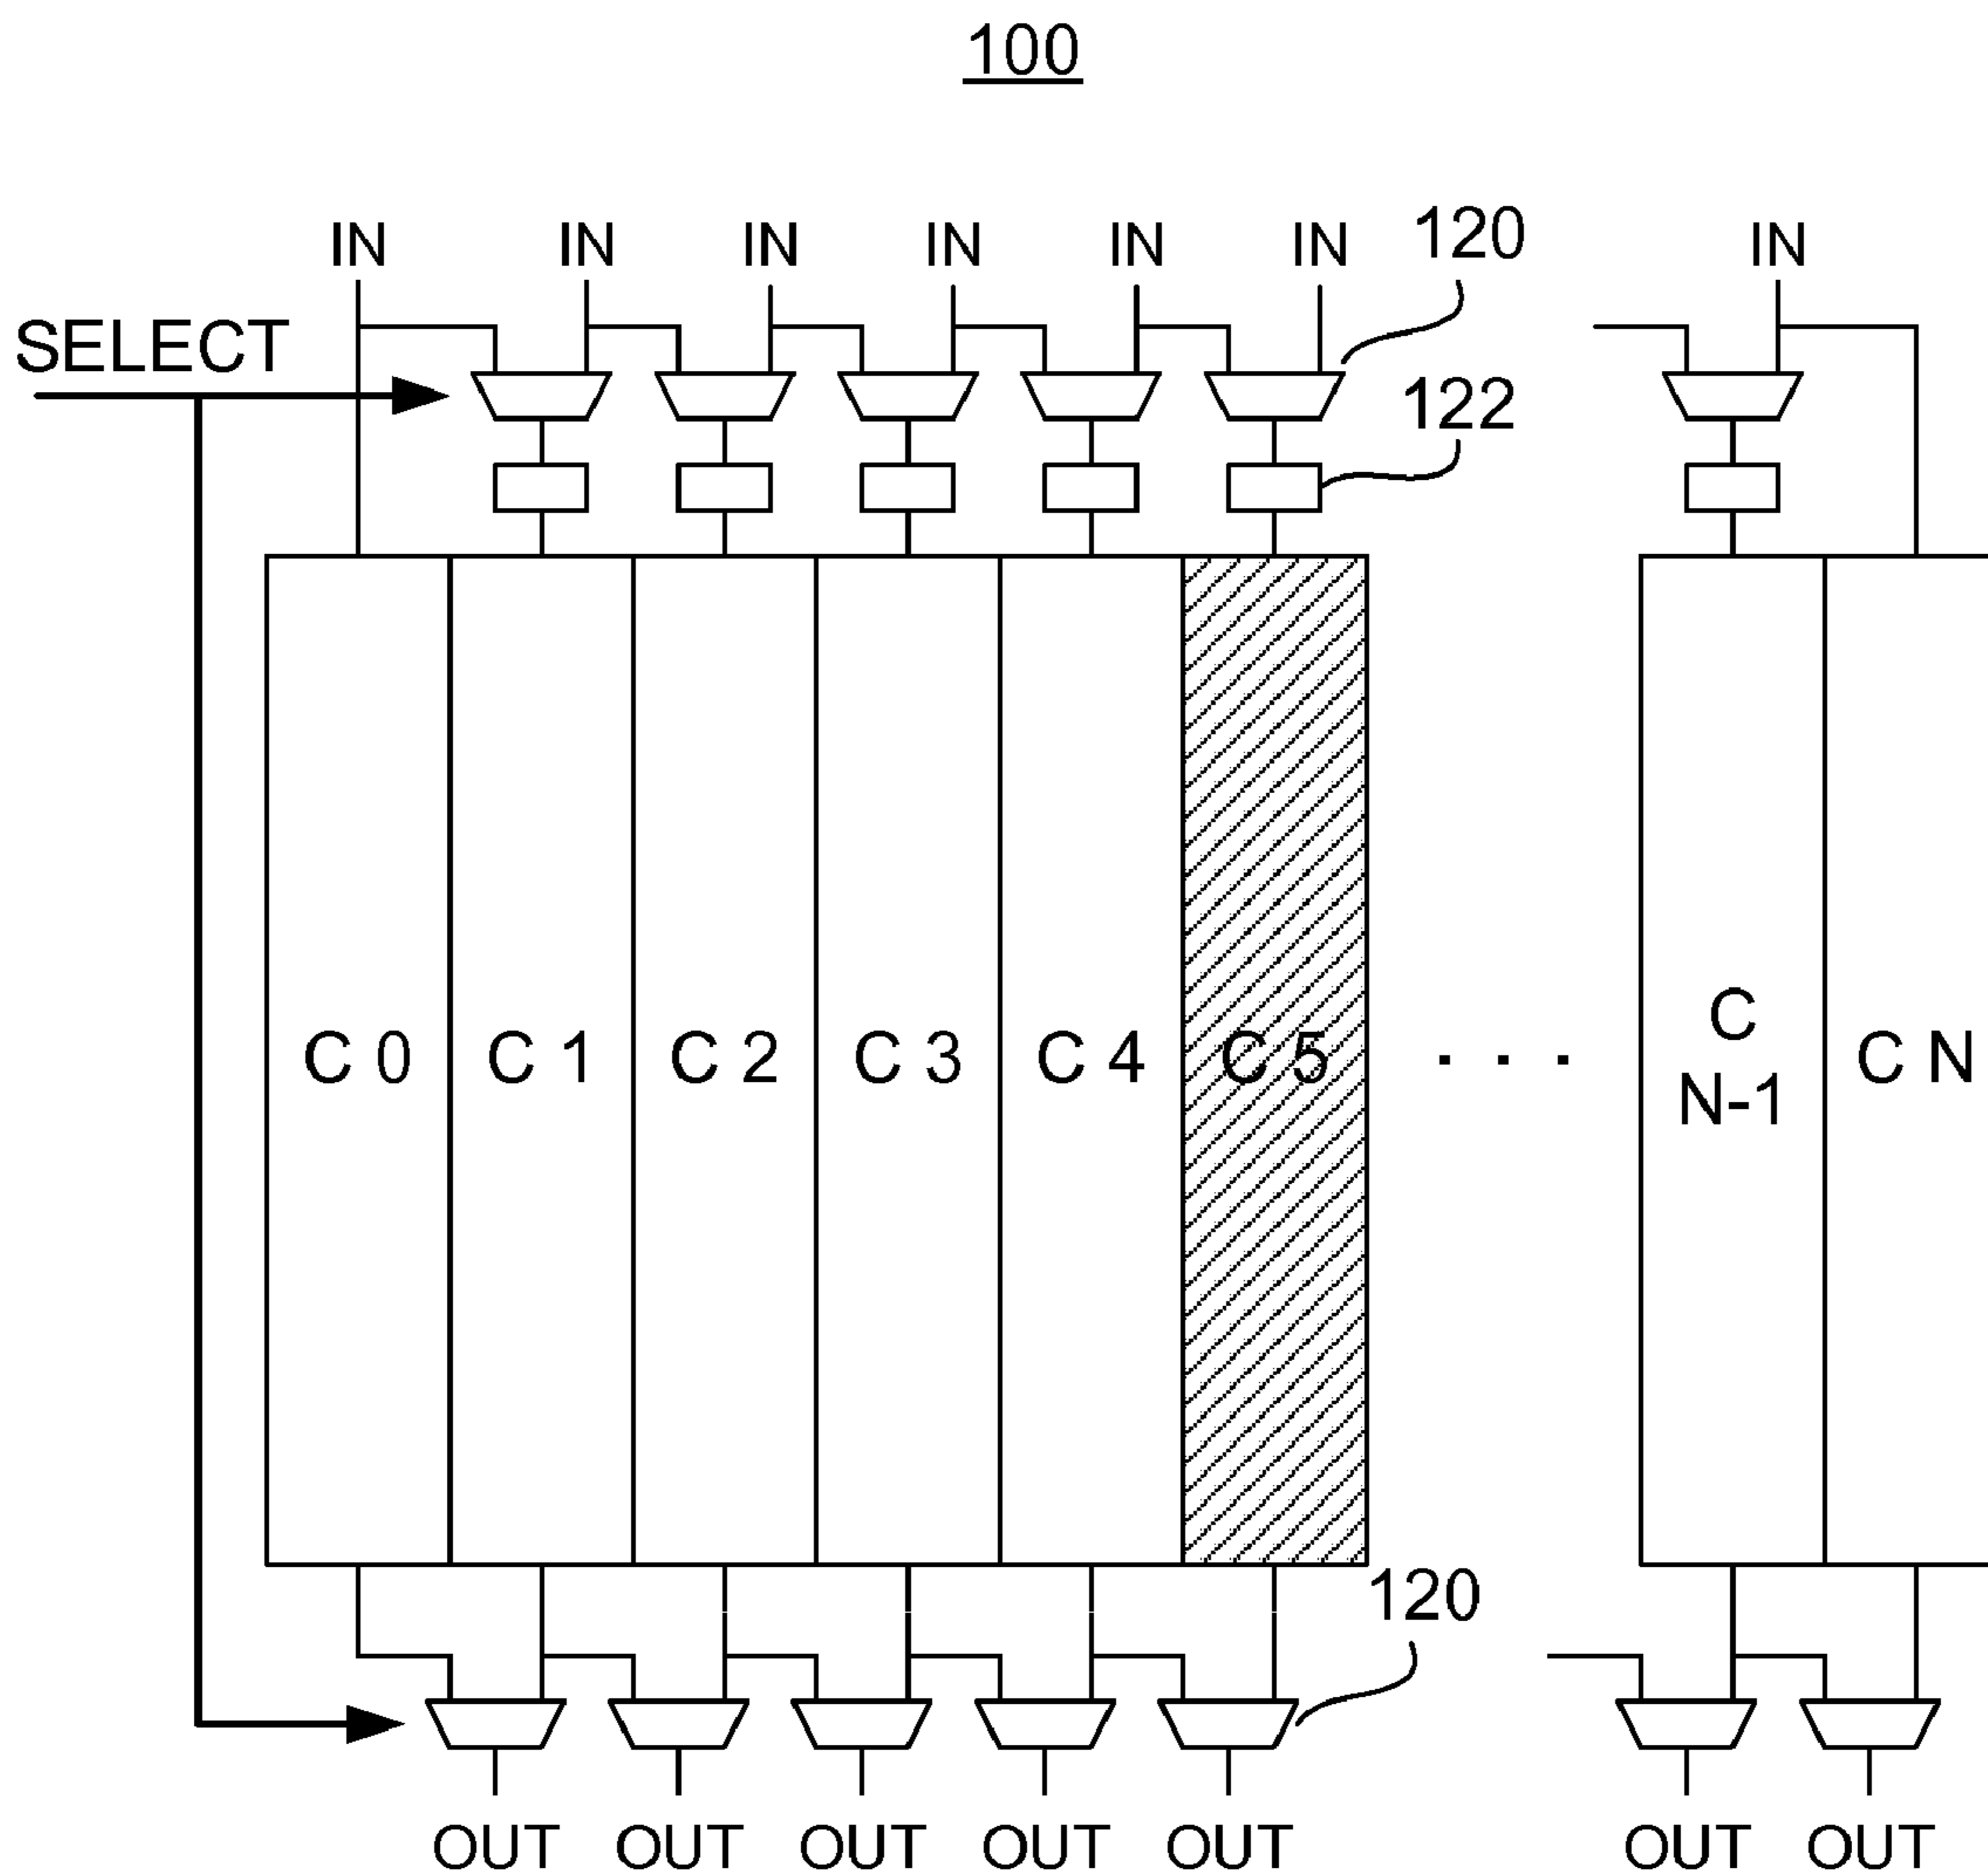 100
IN IN IN IN IN IN 120 IN
SELECT
122
C 0 C 1 C 2 C 3 C 4 C 5 . . . C N-1 C N
120
OUT OUT OUT OUT OUT OUT OUT